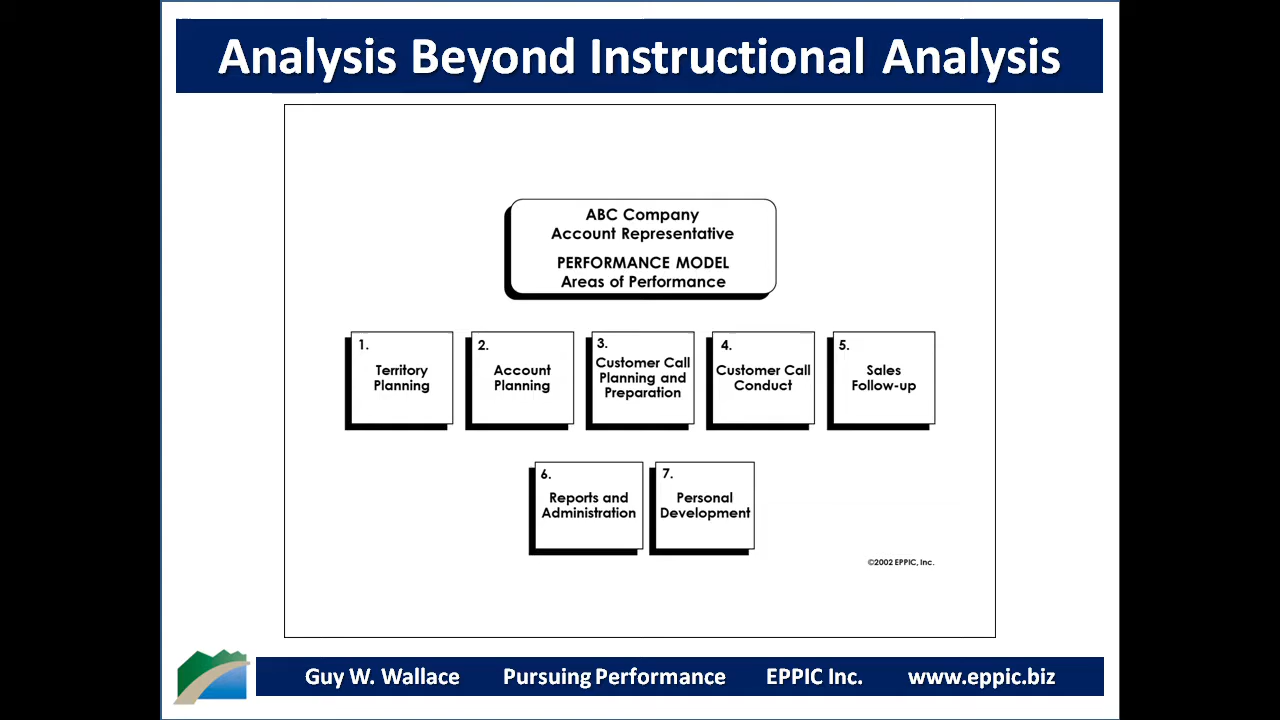 Analysis Beyond Instructional Analysis
ABC Company
Account Representative
PERFORMANCE MODEL
Areas of Performance
1.
Territory
Planning
2.
Account
Planning
3.
Customer Call
Planning and
Preparation
4.
Customer Call
Conduct
5.
Sales
Follow-up
6.
Reports and
Administration
7.
Personal
Development
©2002 EPPIC, Inc.
Guy W. Wallace Pursuing Performance EPPIC Inc. www.eppic.biz